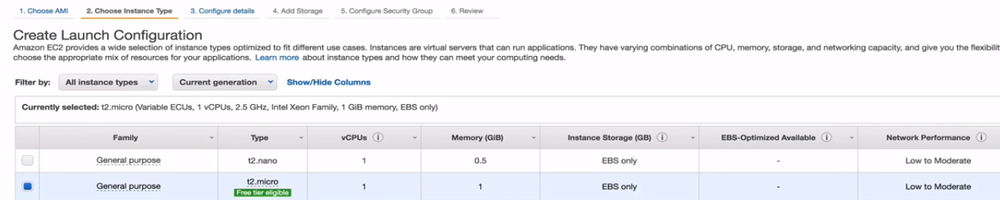 1. Choose AMI 2. Choose Instance Type 3. Configure details 4. Add Storage 5. Configure Security Group 6. Review
Create Launch Configuration
Amazon EC2 provides a wide selection of instance types optimized to fit different use cases. Instances are virtual servers that can run applications. They have varying combinations of CPU, memory, storage, and networking capacity, and give you the flexibilit
choose the appropriate mix of resources for your applications. Learn more about instance types and how they can meet your computing needs.
Filter by: All instance types Current generation Show/Hide Columns
Currently selected: t2.micro (Variable ECUs, 1 vCPUs, 2.5 GHz, Intel Xeon Family, 1 GiB memory, EBS only)
Family Type vCPUs Memory (GiB) Instance Storage (GB) EBS-Optimized Available Network Performance
General purpose t2.nano 1 0.5 EBS only - Low to Moderate
General purpose t2.micro 1 1 EBS only - Low to Moderate
Free tier eligible